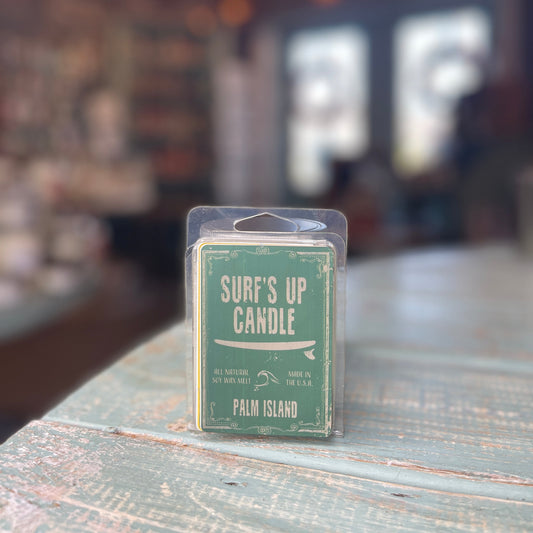 SURF'S UP
CANDLE
ALL NATURAL
SOY WAX MELT
MADE IN
THE U.S.A.
PALM ISLAND